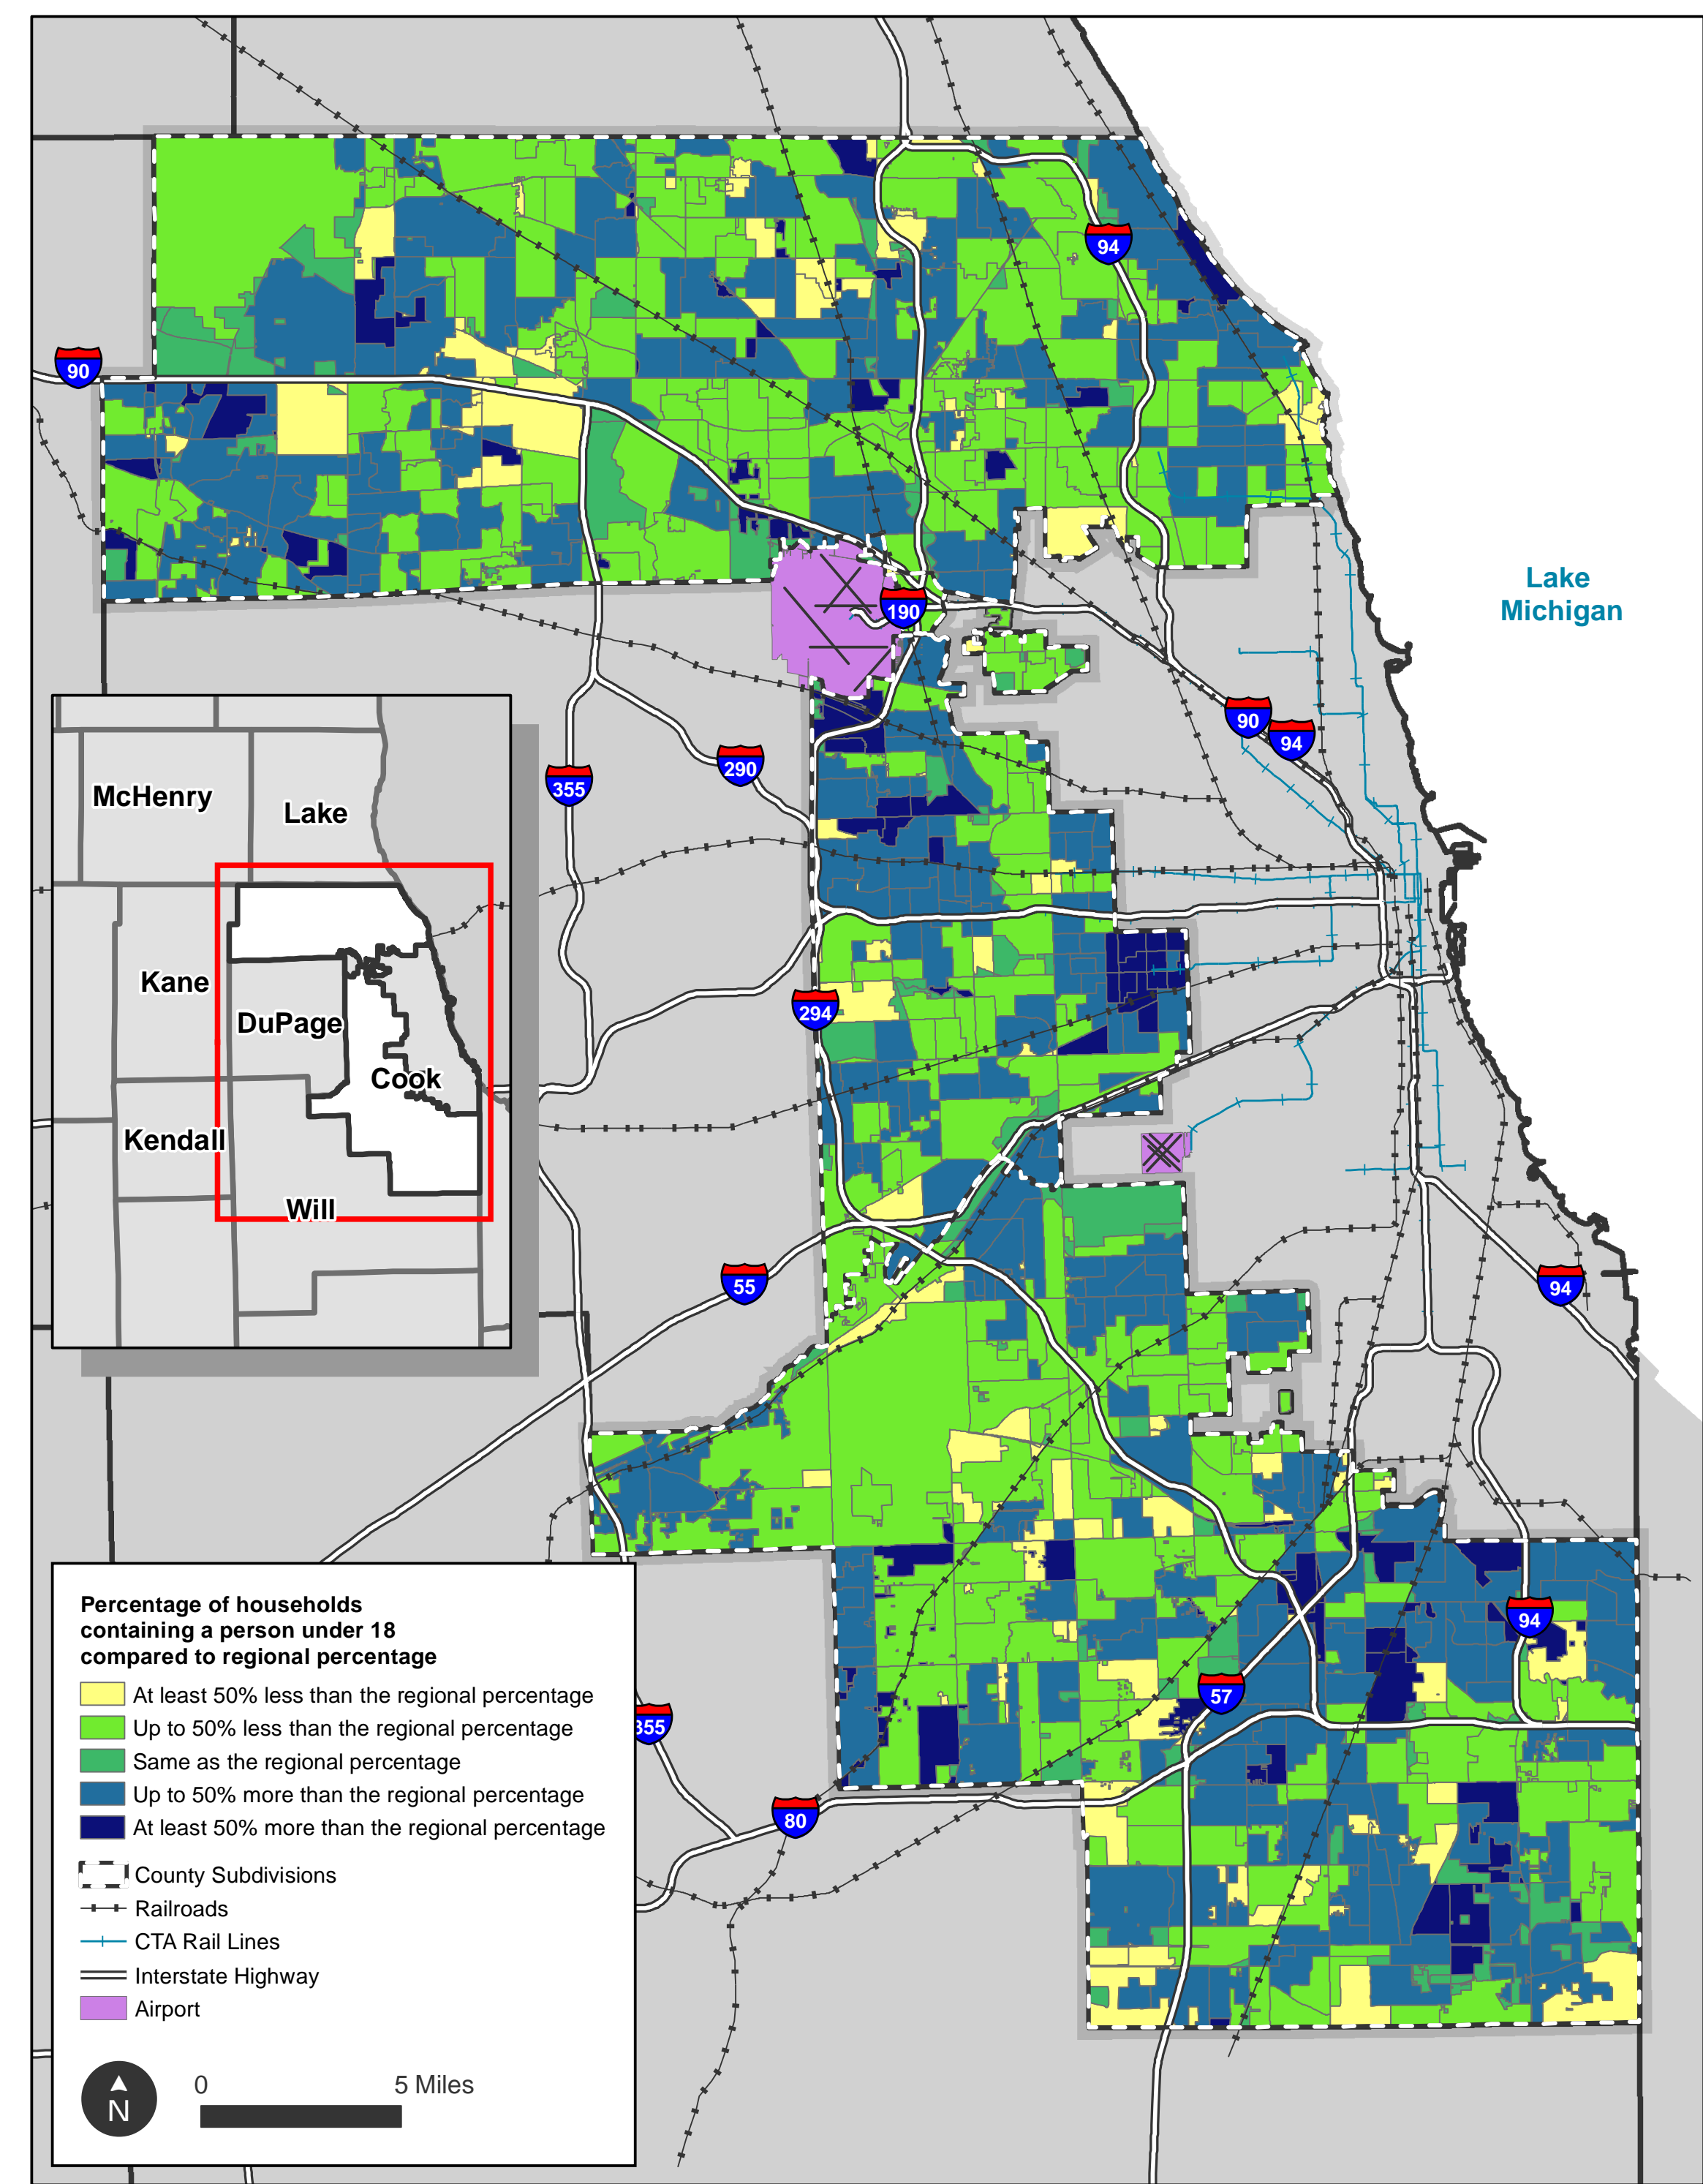 94
90
Lake
Michigan
190
90
94
290
355
McHenry
Lake
Kane
DuPage
294
Cook
Kendall
Will
55
94
Percentage of households
containing a person under 18
compared to regional percentage
At least 50% less than the regional percentage
Up to 50% less than the regional percentage
Same as the regional percentage
Up to 50% more than the regional percentage
At least 50% more than the regional percentage
County Subdivisions
Railroads
CTA Rail Lines
Interstate Highway
Airport
N
0 5 Miles
94
57
355
80